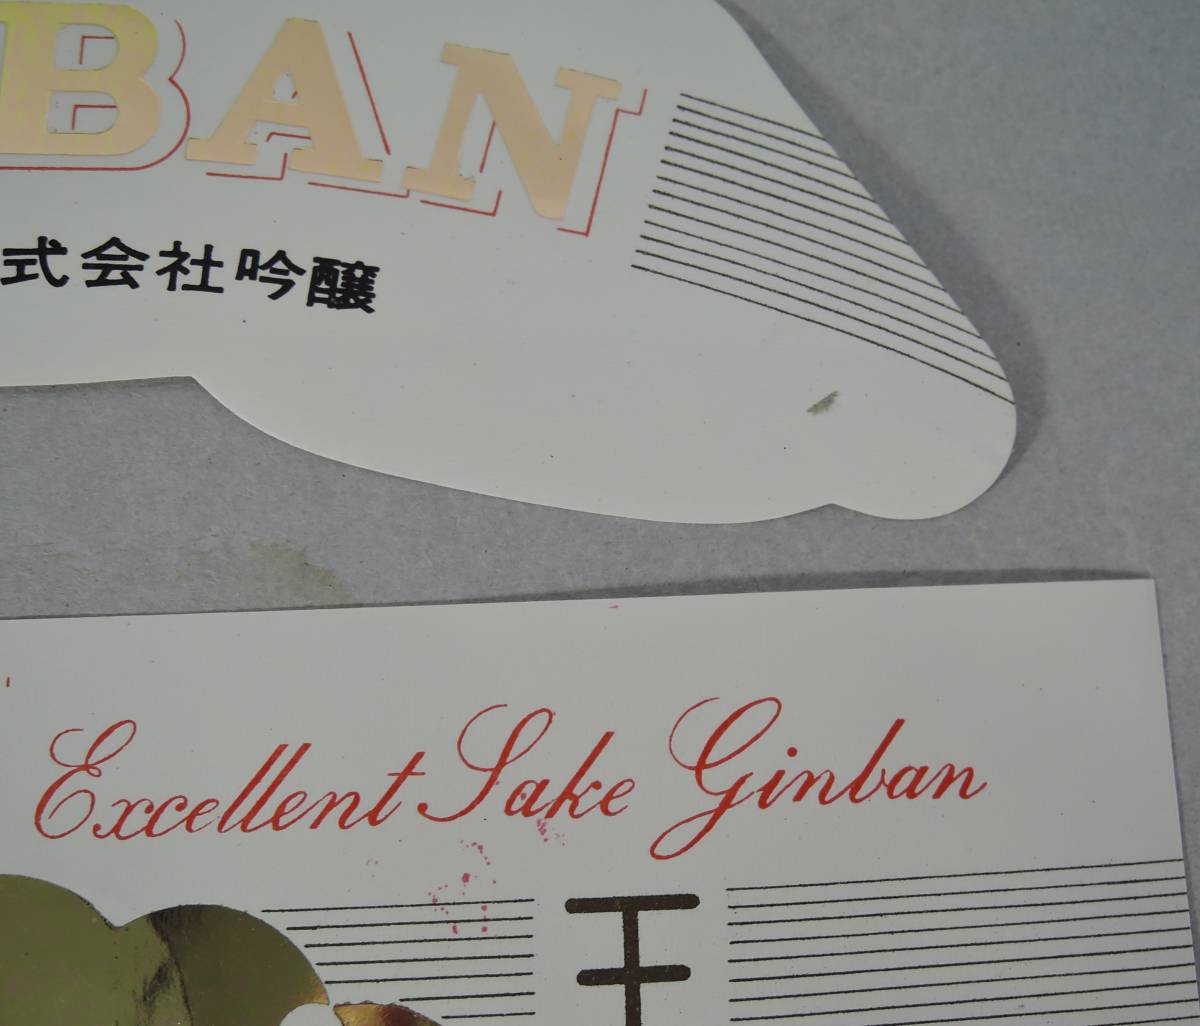 BAN
式会社吟醸
Excellent Sake Ginban